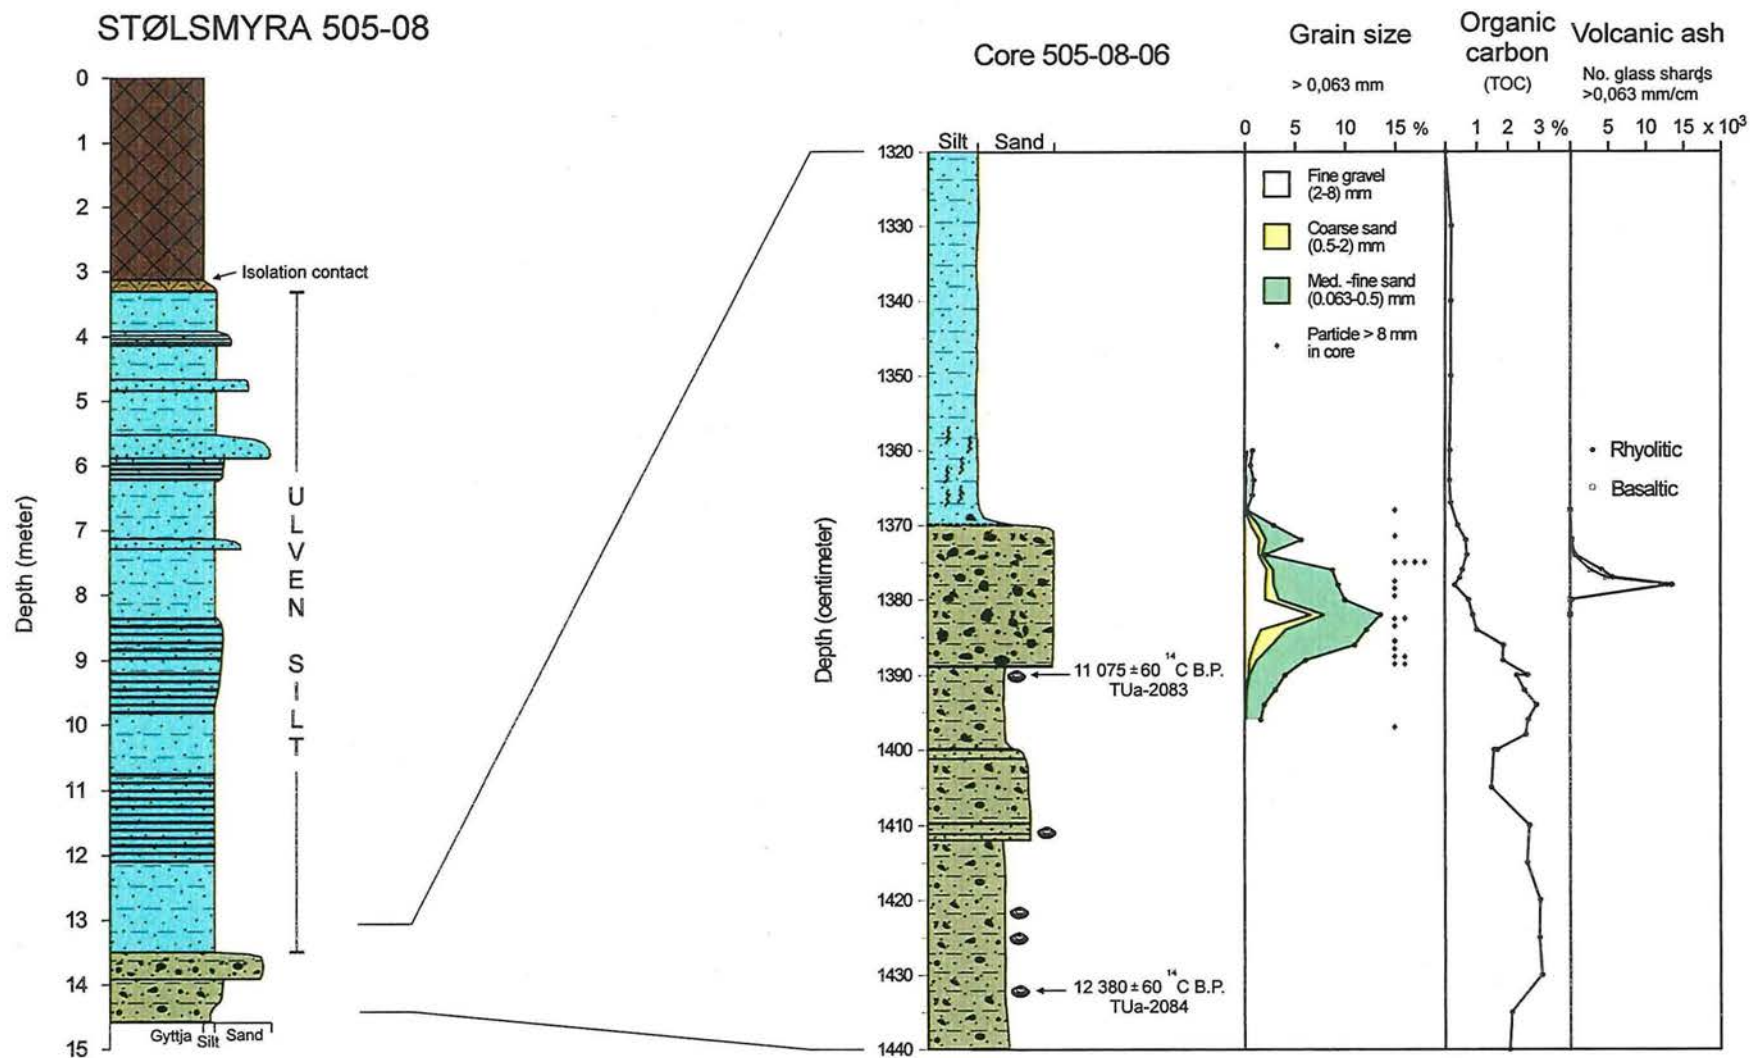 STØLSMYRA 505-08
0
1
2
3
4
5
6
7
8
9
10
11
12
13
14
15
Depth (meter)
Isolation contact
ULVEN SILT
Gyttja Silt Sand
Core 505-08-06
Silt Sand
1320
1330
1340
1350
1360
1370
1380
1390
1400
1410
1420
1430
1440
Depth (centimeter)
11 075 ± 60 14 C B.P.
TUa-2083
12 380 ± 60 14 C B.P.
TUa-2084
Grain size
> 0,063 mm
0 5 10 15 %
Fine gravel
(2-8) mm
Coarse sand
(0.5-2) mm
Med. -fine sand
(0.063-0.5) mm
Particle > 8 mm
in core
Organic
carbon
(TOC)
1 2 3 %
Volcanic ash
No. glass shards
>0,063 mm/cm
5 10 15 x10³
Rhyolitic
Basaltic